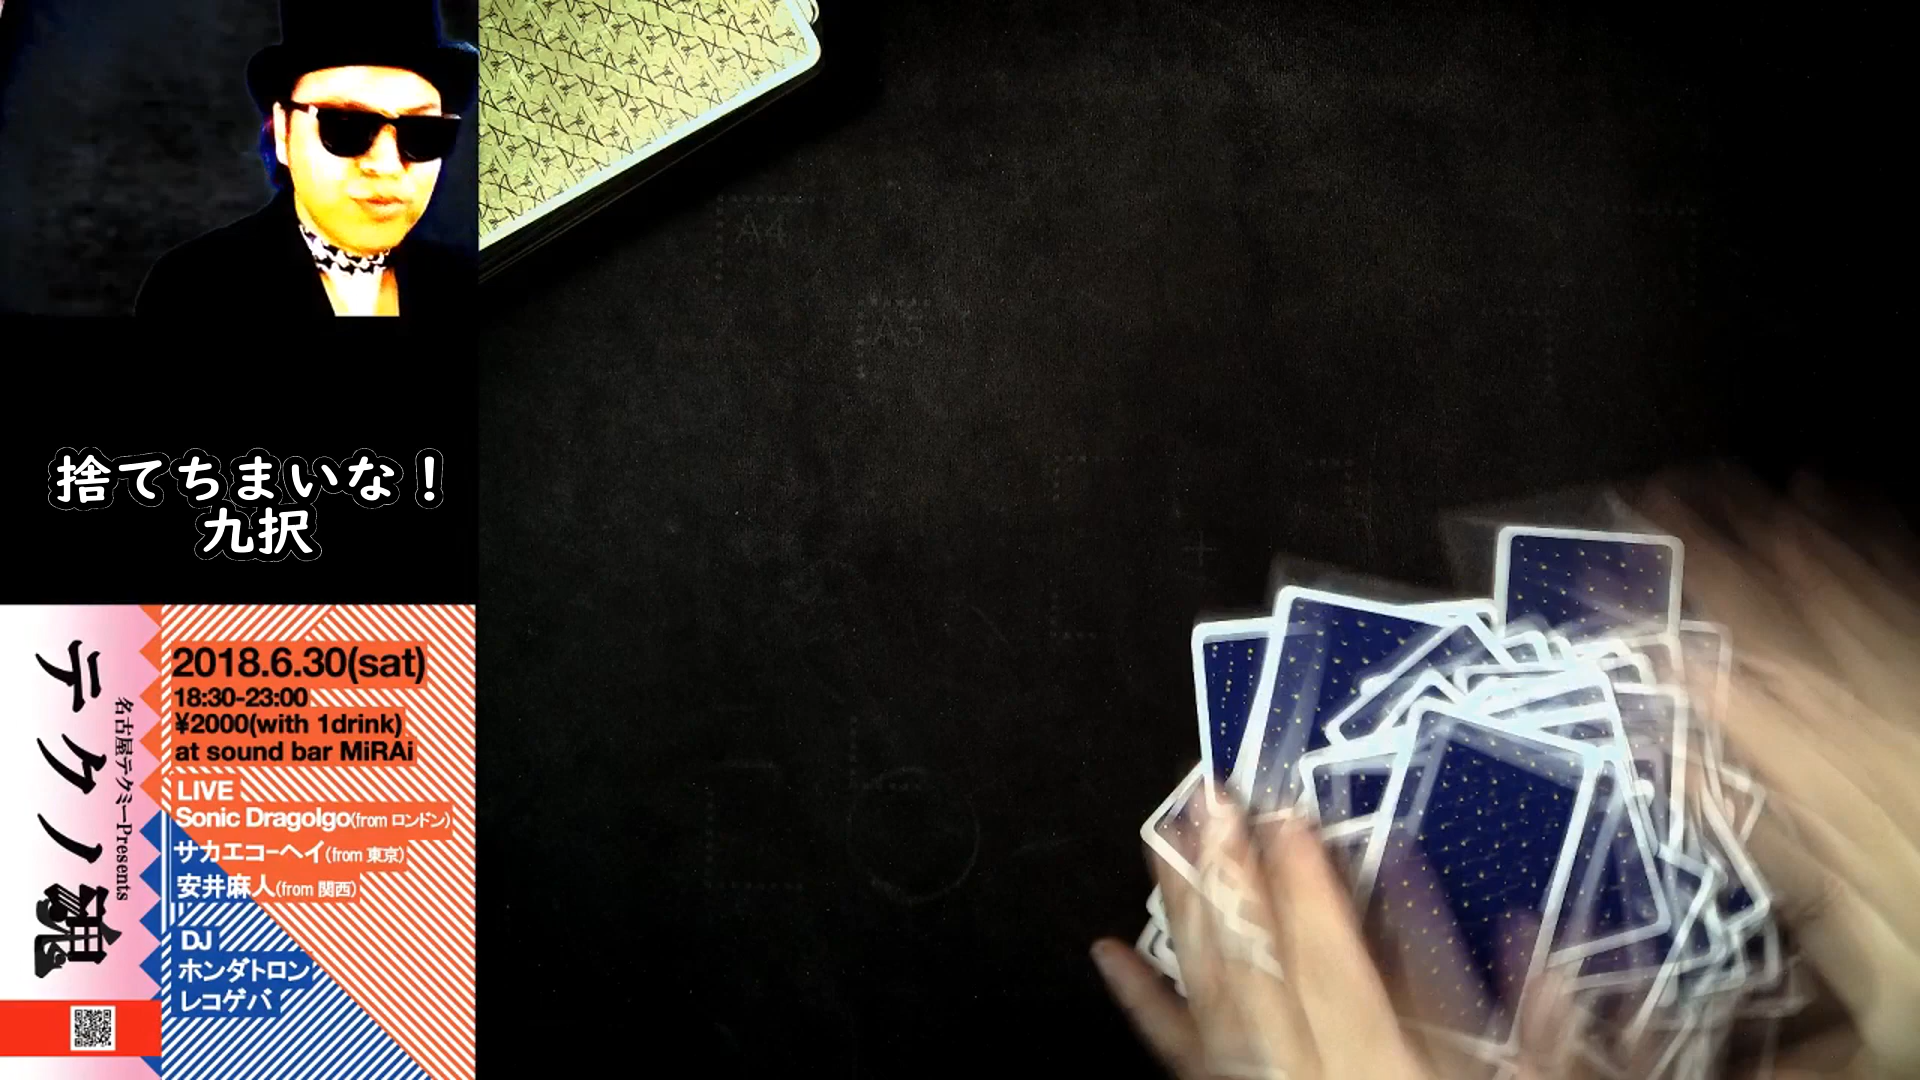 捨てちまいな！
九択
テクノ魂
名古屋テクミーPresents
2018.6.30(sat)
18:30-23:00
¥2000(with 1drink)
at sound bar MiRAi
LIVE
Sonic Dragolgo(from ロンドン)
サカエコーヘイ(from 東京)
安井麻人(from 関西)
DJ
ホンダトロン
レコゲバ
A4
A5